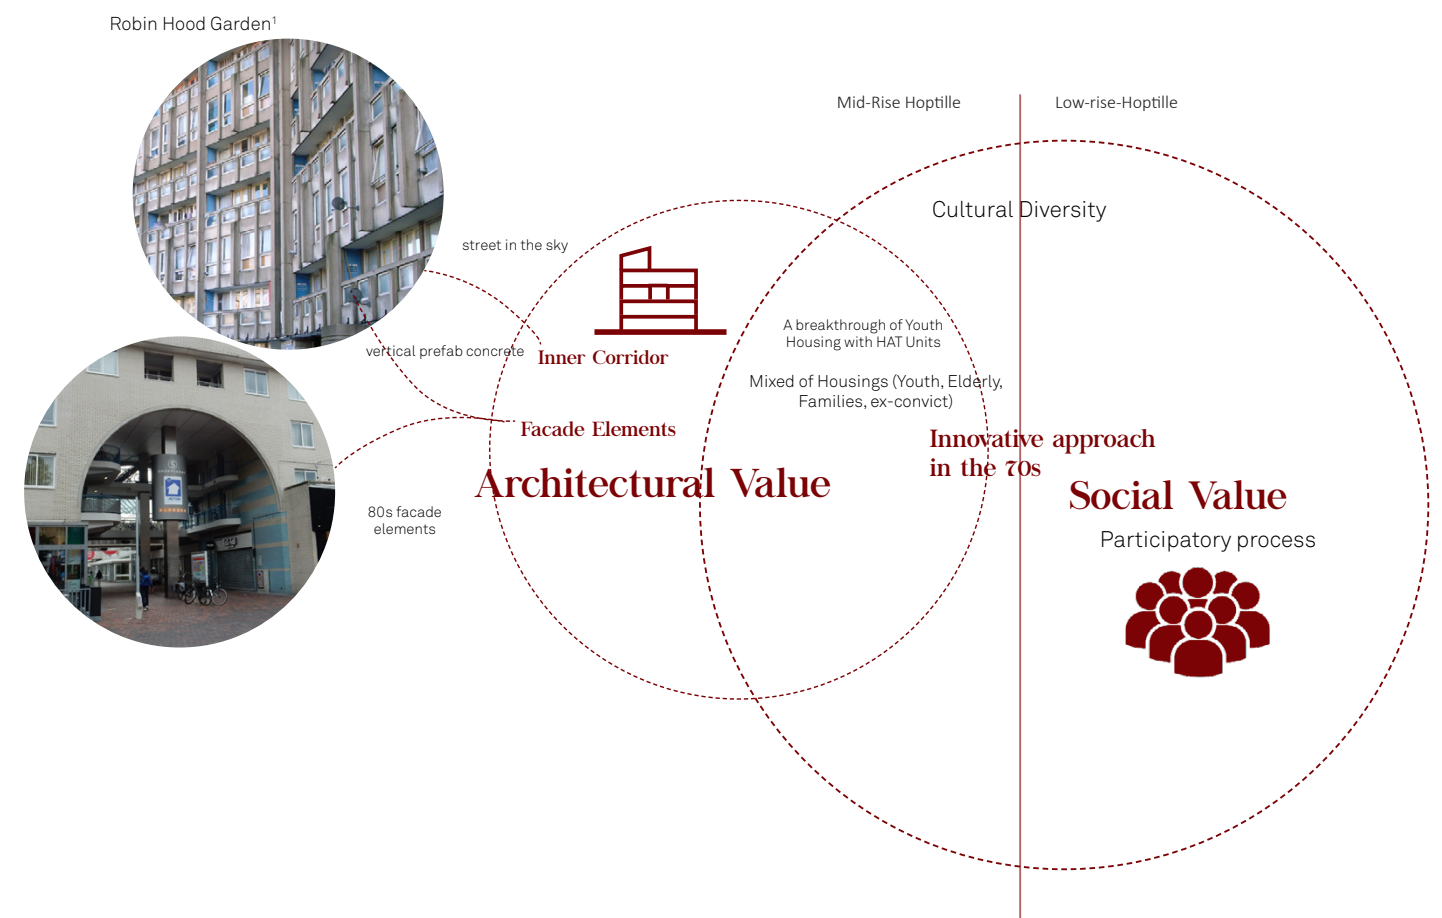 Robin Hood Garden¹
Mid-Rise Hoptille
Low-rise-Hoptille
Cultural Diversity
street in the sky
A breakthrough of Youth
Housing with HAT Units
vertical prefab concrete
Inner Corridor
Mixed of Housings (Youth, Elderly,
Families, ex-convict)
Facade Elements
Innovative approach
in the 70s
Architectural Value
Social Value
80s facade
elements
Participatory process